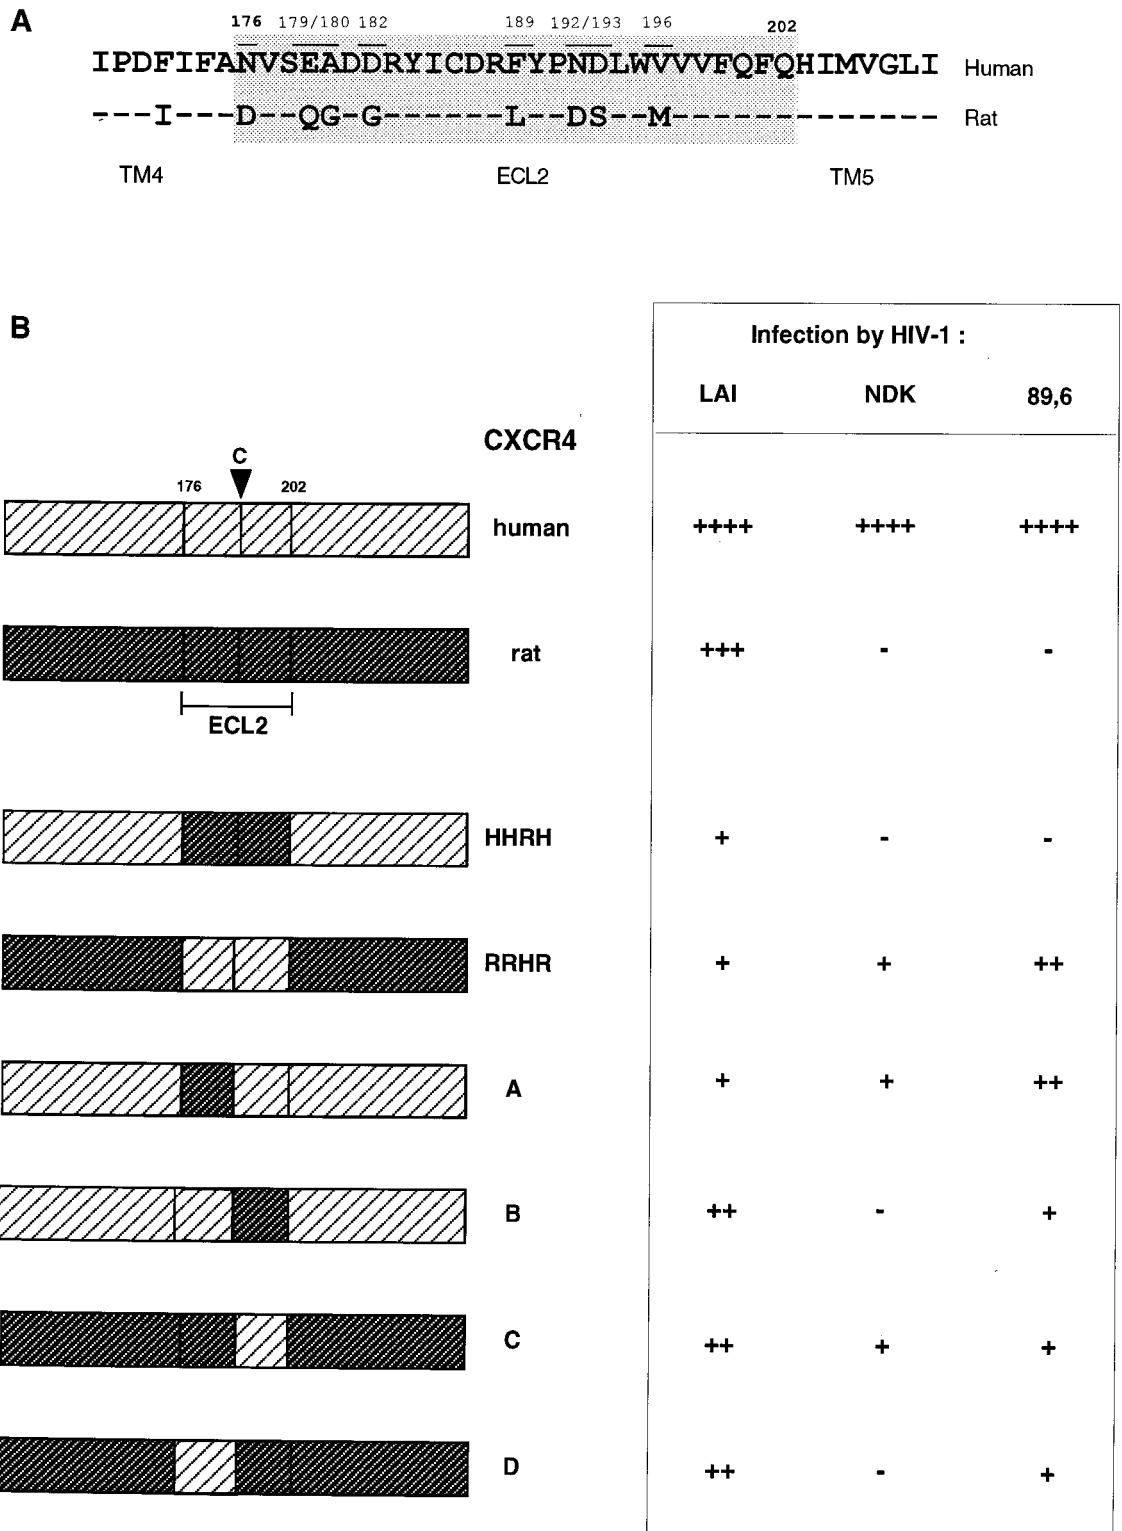 A
176 179/180 182 189 192/193 196 202
IPDFIFANVSEADDRYICDRFYPNDLWVVVFQFQHIMVGLI Human
---I---D--QG-G------L--DS--M------------- Rat
TM4 ECL2 TM5
B
Infection by HIV-1 :
LAI NDK 89,6
CXCR4
C
176 202
human ++++ ++++ ++++
rat +++ - -
ECL2
HHRH + - -
RRHR + + ++
A + + ++
B ++ - +
C ++ + +
D ++ - +